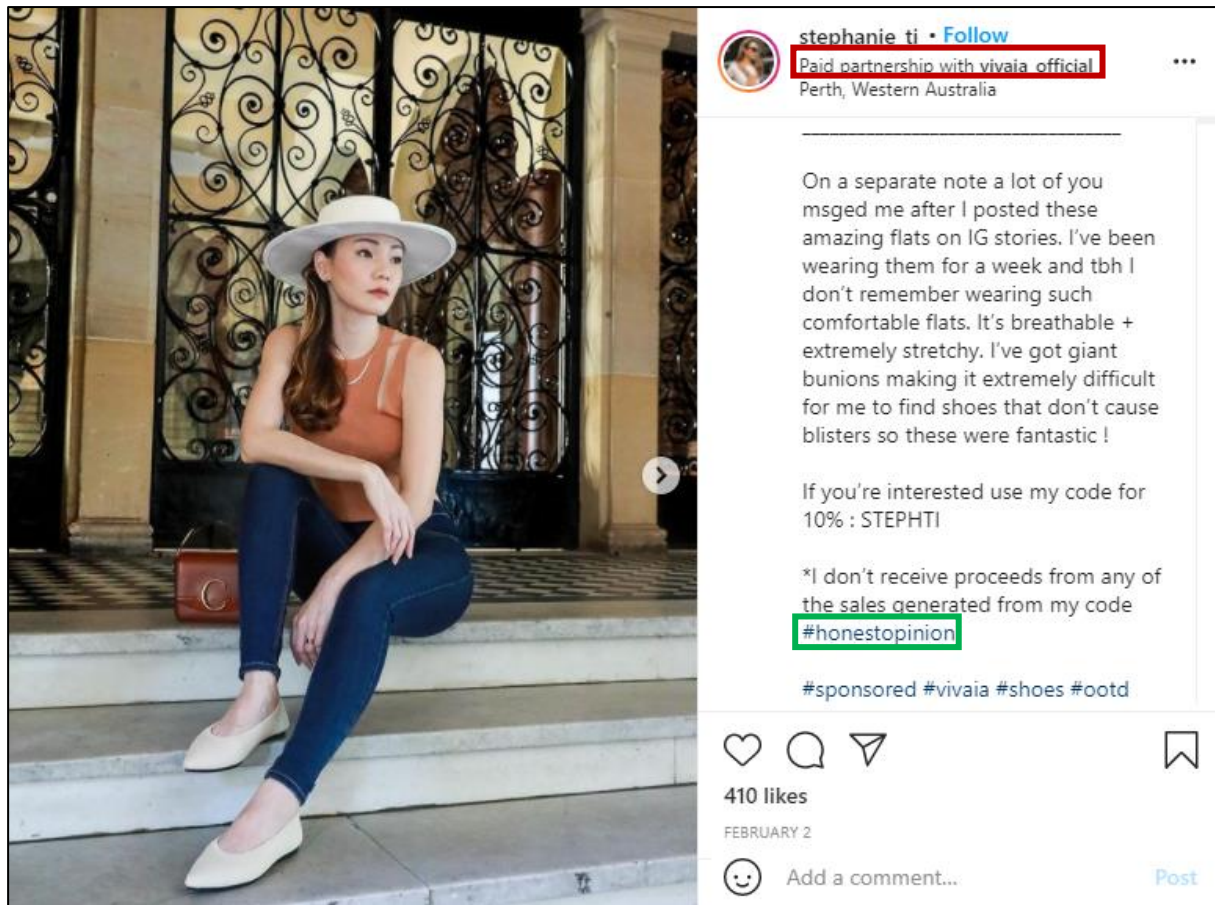 stephanie_ti • Follow
Paid partnership with vivaia_official
Perth, Western Australia
On a separate note a lot of you
msged me after I posted these
amazing flats on IG stories. I've been
wearing them for a week and tbh I
don't remember wearing such
comfortable flats. It's breathable +
extremely stretchy. I've got giant
bunions making it extremely difficult
for me to find shoes that don't cause
blisters so these were fantastic !
If you're interested use my code for
10% : STEPHTI
*I don't receive proceeds from any of
the sales generated from my code
#honestopinion
#sponsored #vivaia #shoes #ootd
410 likes
FEBRUARY 2
Add a comment...
Post